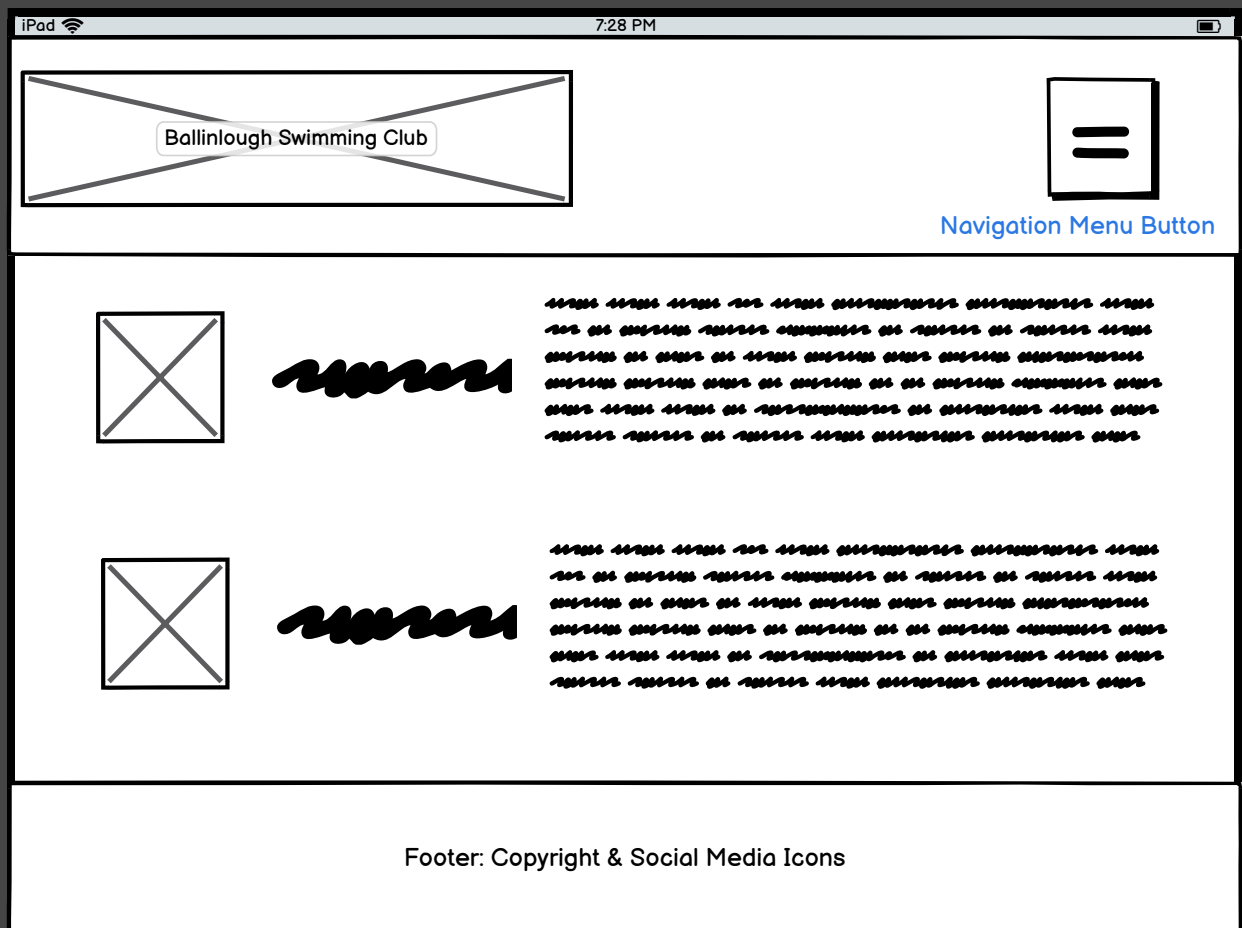 iPad
7:28 PM
Ballinlough Swimming Club
Navigation Menu Button
Footer: Copyright & Social Media Icons